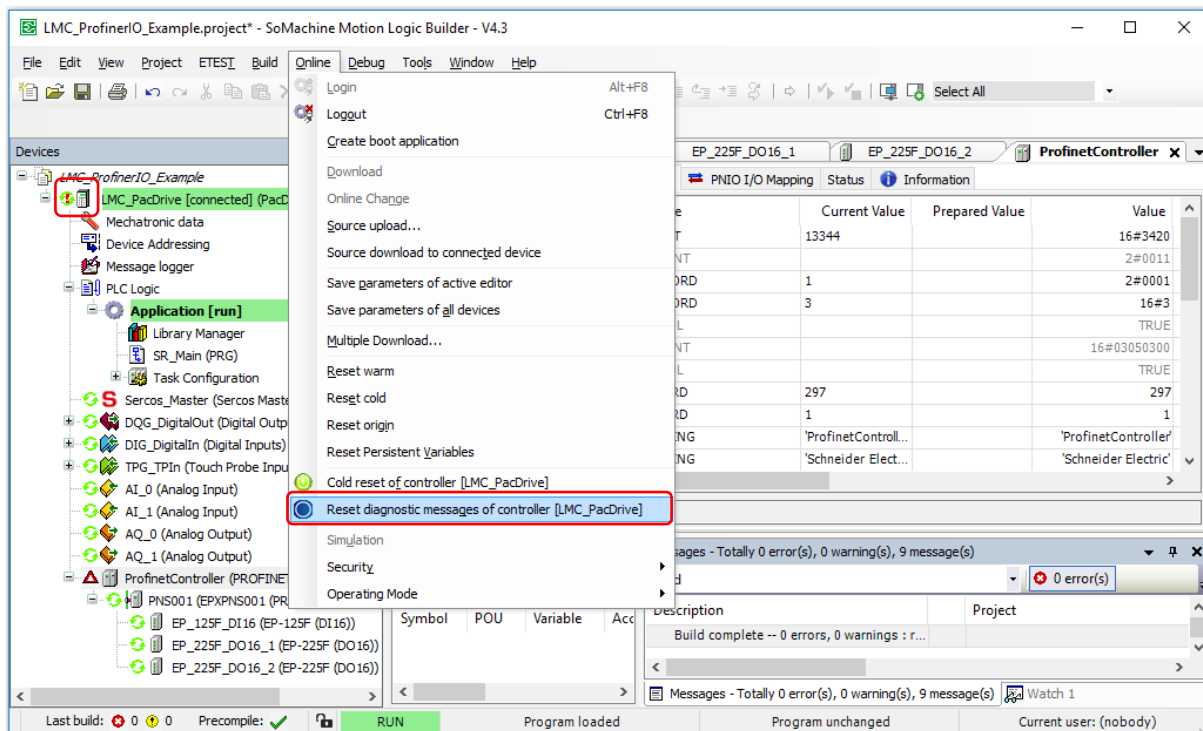 LMC_ProfinerIO_Example.project* - SoMachine Motion Logic Builder - V4.3
File Edit View Project ETEST Build Online Debug Tools Window Help
Select All
Login Alt+F8
Logout Ctrl+F8
Create boot application
Download
Online Change
Source upload...
Source download to connected device
Save parameters of active editor
Save parameters of all devices
Multiple Download...
Reset warm
Reset cold
Reset origin
Reset Persistent Variables
Cold reset of controller [LMC_PacDrive]
Reset diagnostic messages of controller [LMC_PacDrive]
Simulation
Security
Operating Mode
Devices
LMC_ProfinerIO_Example
LMC_PacDrive [connected] (PacD
Mechatronic data
Device Addressing
Message logger
PLC Logic
Application [run]
Library Manager
SR_Main (PRG)
Task Configuration
Sercos_Master (Sercos Maste
DQG_DigitalOut (Digital Outp
DIG_DigitalIn (Digital Inputs)
TPG_TPIn (Touch Probe Inpu
AI_0 (Analog Input)
AI_1 (Analog Input)
AQ_0 (Analog Output)
AQ_1 (Analog Output)
ProfinetController (PROFINET
PNS001 (EPXPNS001 (PR
EP_125F_DI16 (EP-125F (DI16))
EP_225F_DO16_1 (EP-225F (DO16))
EP_225F_DO16_2 (EP-225F (DO16))
EP_225F_DO16_1 EP_225F_DO16_2 ProfinetController
PNIO I/O Mapping Status Information
e Current Value Prepared Value Value
T 13344 16#3420
NT 2#0011
ORD 1 2#0001
ORD 3 16#3
L TRUE
NT 16#03050300
L TRUE
RD 297 297
RD 1 1
NG 'ProfinetControll... 'ProfinetController'
NG 'Schneider Elect... 'Schneider Electric'
sages - Totally 0 error(s), 0 warning(s), 9 message(s)
d 0 error(s)
Description Project
Build complete -- 0 errors, 0 warnings : r...
Symbol POU Variable Acc
Messages - Totally 0 error(s), 0 warning(s), 9 message(s) Watch 1
Last build: 0 0 Precompile: RUN Program loaded Program unchanged Current user: (nobody)